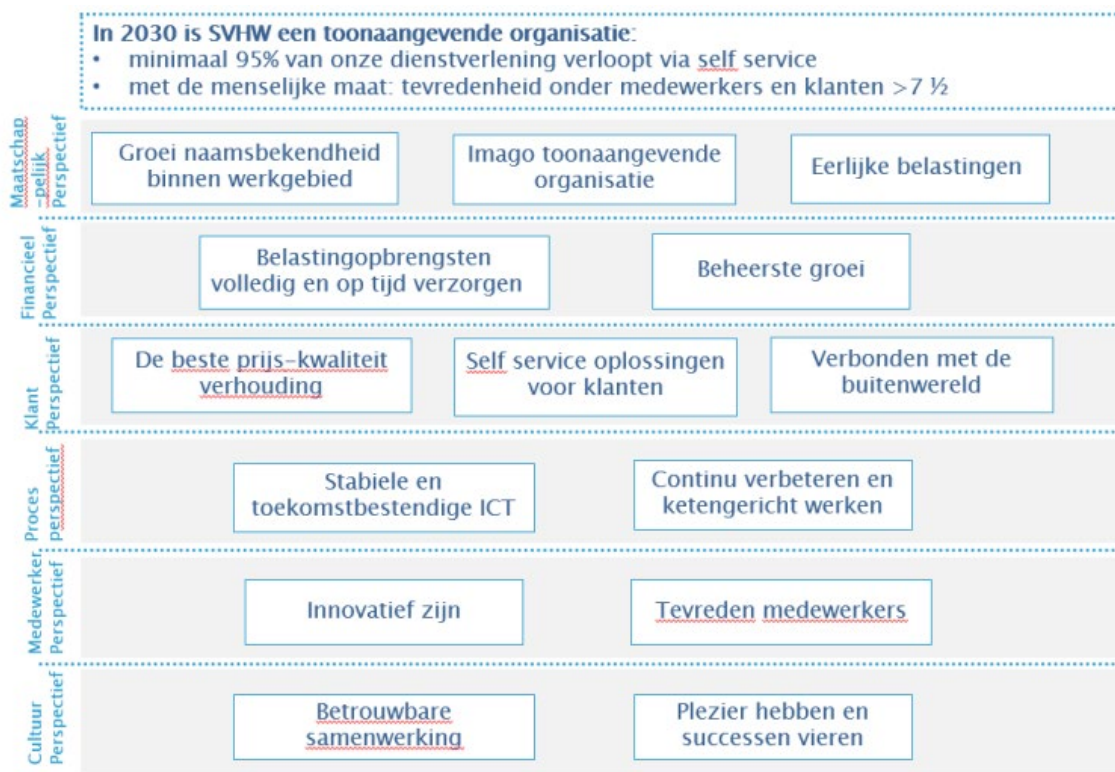 In 2030 is SVHW een toonaangevende organisatie:
• minimaal 95% van onze dienstverlening verloopt via self service
• met de menselijke maat: tevredenheid onder medewerkers en klanten >7 ½
Maatschap
-pelijk
Perspectief
Groei naamsbekendheid
binnen werkgebied
Imago toonaangevende
organisatie
Eerlijke belastingen
Financieel
Perspectief
Belastingopbrengsten
volledig en op tijd verzorgen
Beheerste groei
Klant
Perspectief
De beste prijs-kwaliteit
verhouding
Self service oplossingen
voor klanten
Verbonden met de
buitenwereld
Proces
perspectief
Stabiele en
toekomstbestendige ICT
Continu verbeteren en
ketengericht werken
Medewerker
Perspectief
Innovatief zijn
Tevreden medewerkers
Cultuur
Perspectief
Betrouwbare
samenwerking
Plezier hebben en
successen vieren